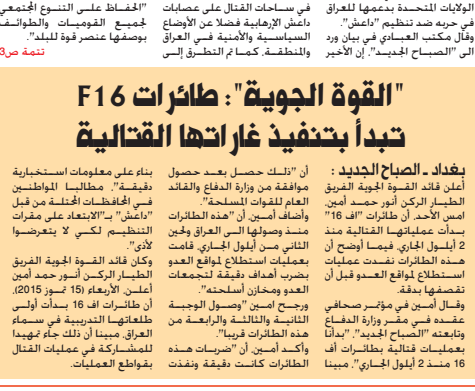 الولايات المتحدة بدعمها للعراق
في حربه ضد تنظيم "داعش".
وقال مكتب العبادي في بيان ورد
الى "الصباح الجديد"، إن الأخير
في ساحات القتال على عصابات
داعش الإرهابية فضلا عن الأوضاع
السياسية والأمنية في العراق
والمنطقة. كما تم التطرق إلى
"الحفاظ على التنوع المجتمعي
لجميع القوميات والطوائف
بوصفها عنصر قوة للبلد".
تتمة ص3
"القوة الجوية": طائرات F16
تبدأ بتنفيذ غاراتها القتالية
بغداد ـ الصباح الجديد :
أعلن قائد القوة الجوية الفريق
الطيار الركن أنور حمد أمين،
امس الأحد، أن طائرات "اف 16"
بدأت عملياتها القتالية منذ
2 أيلول الجاري، فيما أوضح أن
هذه الطائرات نفذت عمليات
استطلاع لمواقع العدو قبل أن
تقصفها بدقة.
وقال أمين في مؤتمر صحافي
عقده في مقر وزارة الدفاع
وتابعته "الصباح الجديد"، "بدأنا
بعمليات قتالية بطائرات أف
16 منذ 2 أيلول الجاري"، مبينا
أن "ذلك حصل بعد حصول
موافقة من وزارة الدفاع والقائد
العام للقوات المسلحة".
وأضاف أمين، أن "هذه الطائرات
منذ وصولها الى العراق ولحين
الثاني من أيلول الجاري، قامت
بعمليات استطلاع لمواقع العدو
بضرب أهداف دقيقة لتجمعات
العدو ومخازن أسلحته".
ورجح امين "وصول الوجبة
الثانية والثالثة والرابعة من
هذه الطائرات قريبا".
وأكد أمين، أن "ضربات هذه
الطائرات كانت دقيقة ونفذت
بناء على معلومات استخبارية
دقيقة"، مطالبا المواطنين
في المحافظات المحتلة من قبل
"داعش" بـ"الابتعاد على مقرات
التنظيم لكي لا يتعرضوا
لأذى".
وكان قائد القوة الجوية الفريق
الطيار الركن أنور حمد أمين
أعلن، الأربعاء (15 تموز 2015)،
أن طائرات اف 16 بدأت أولى
طلعاتها التدريبية في سماء
العراق، مبينا أن ذلك جاء تمهيدا
للمشاركة في عمليات القتال
بقواطع العمليات.